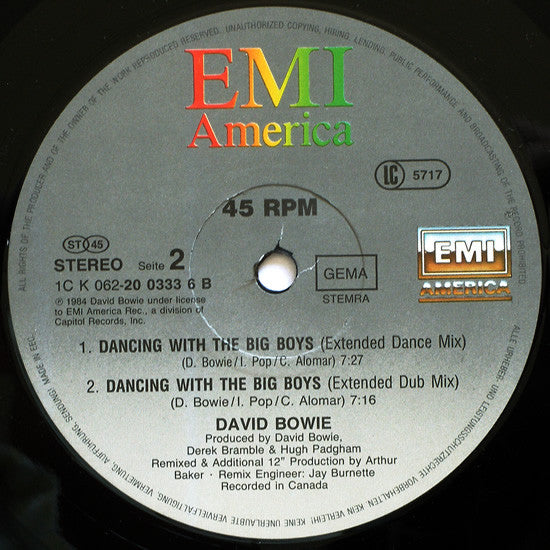 EMI
America
LC 5717
45 RPM
ST 45
STEREO Seite 2
1C K 062-20 0333 6 B
℗ 1984 David Bowie under license
to EMI America Rec., a division of
Capitol Records, Inc.
GEMA
STEMRA
EMI
AMERICA
1. DANCING WITH THE BIG BOYS (Extended Dance Mix)
(D. Bowie/I. Pop/C. Alomar) 7:27
2. DANCING WITH THE BIG BOYS (Extended Dub Mix)
(D. Bowie/I. Pop/C. Alomar) 7:16
DAVID BOWIE
Produced by David Bowie,
Derek Bramble & Hugh Padgham
Remixed & Additional 12" Production by Arthur
Baker · Remix Engineer: Jay Burnette
Recorded in Canada
ALL RIGHTS OF THE PRODUCER AND OF THE OWNER OF THE WORK REPRODUCED RESERVED. UNAUTHORIZED COPYING, HIRING, LENDING, PUBLIC PERFORMANCE AND BROADCASTING OF THE RECORD PROHIBITED
ALLE URHEBER- UND LEISTUNGSSCHUTZRECHTE VORBEHALTEN. KEIN VERLEIH! KEINE UNERLAUBTE VERVIELFÄLTIGUNG, VERMIETUNG, AUFFÜHRUNG, SENDUNG! MADE IN EEC.